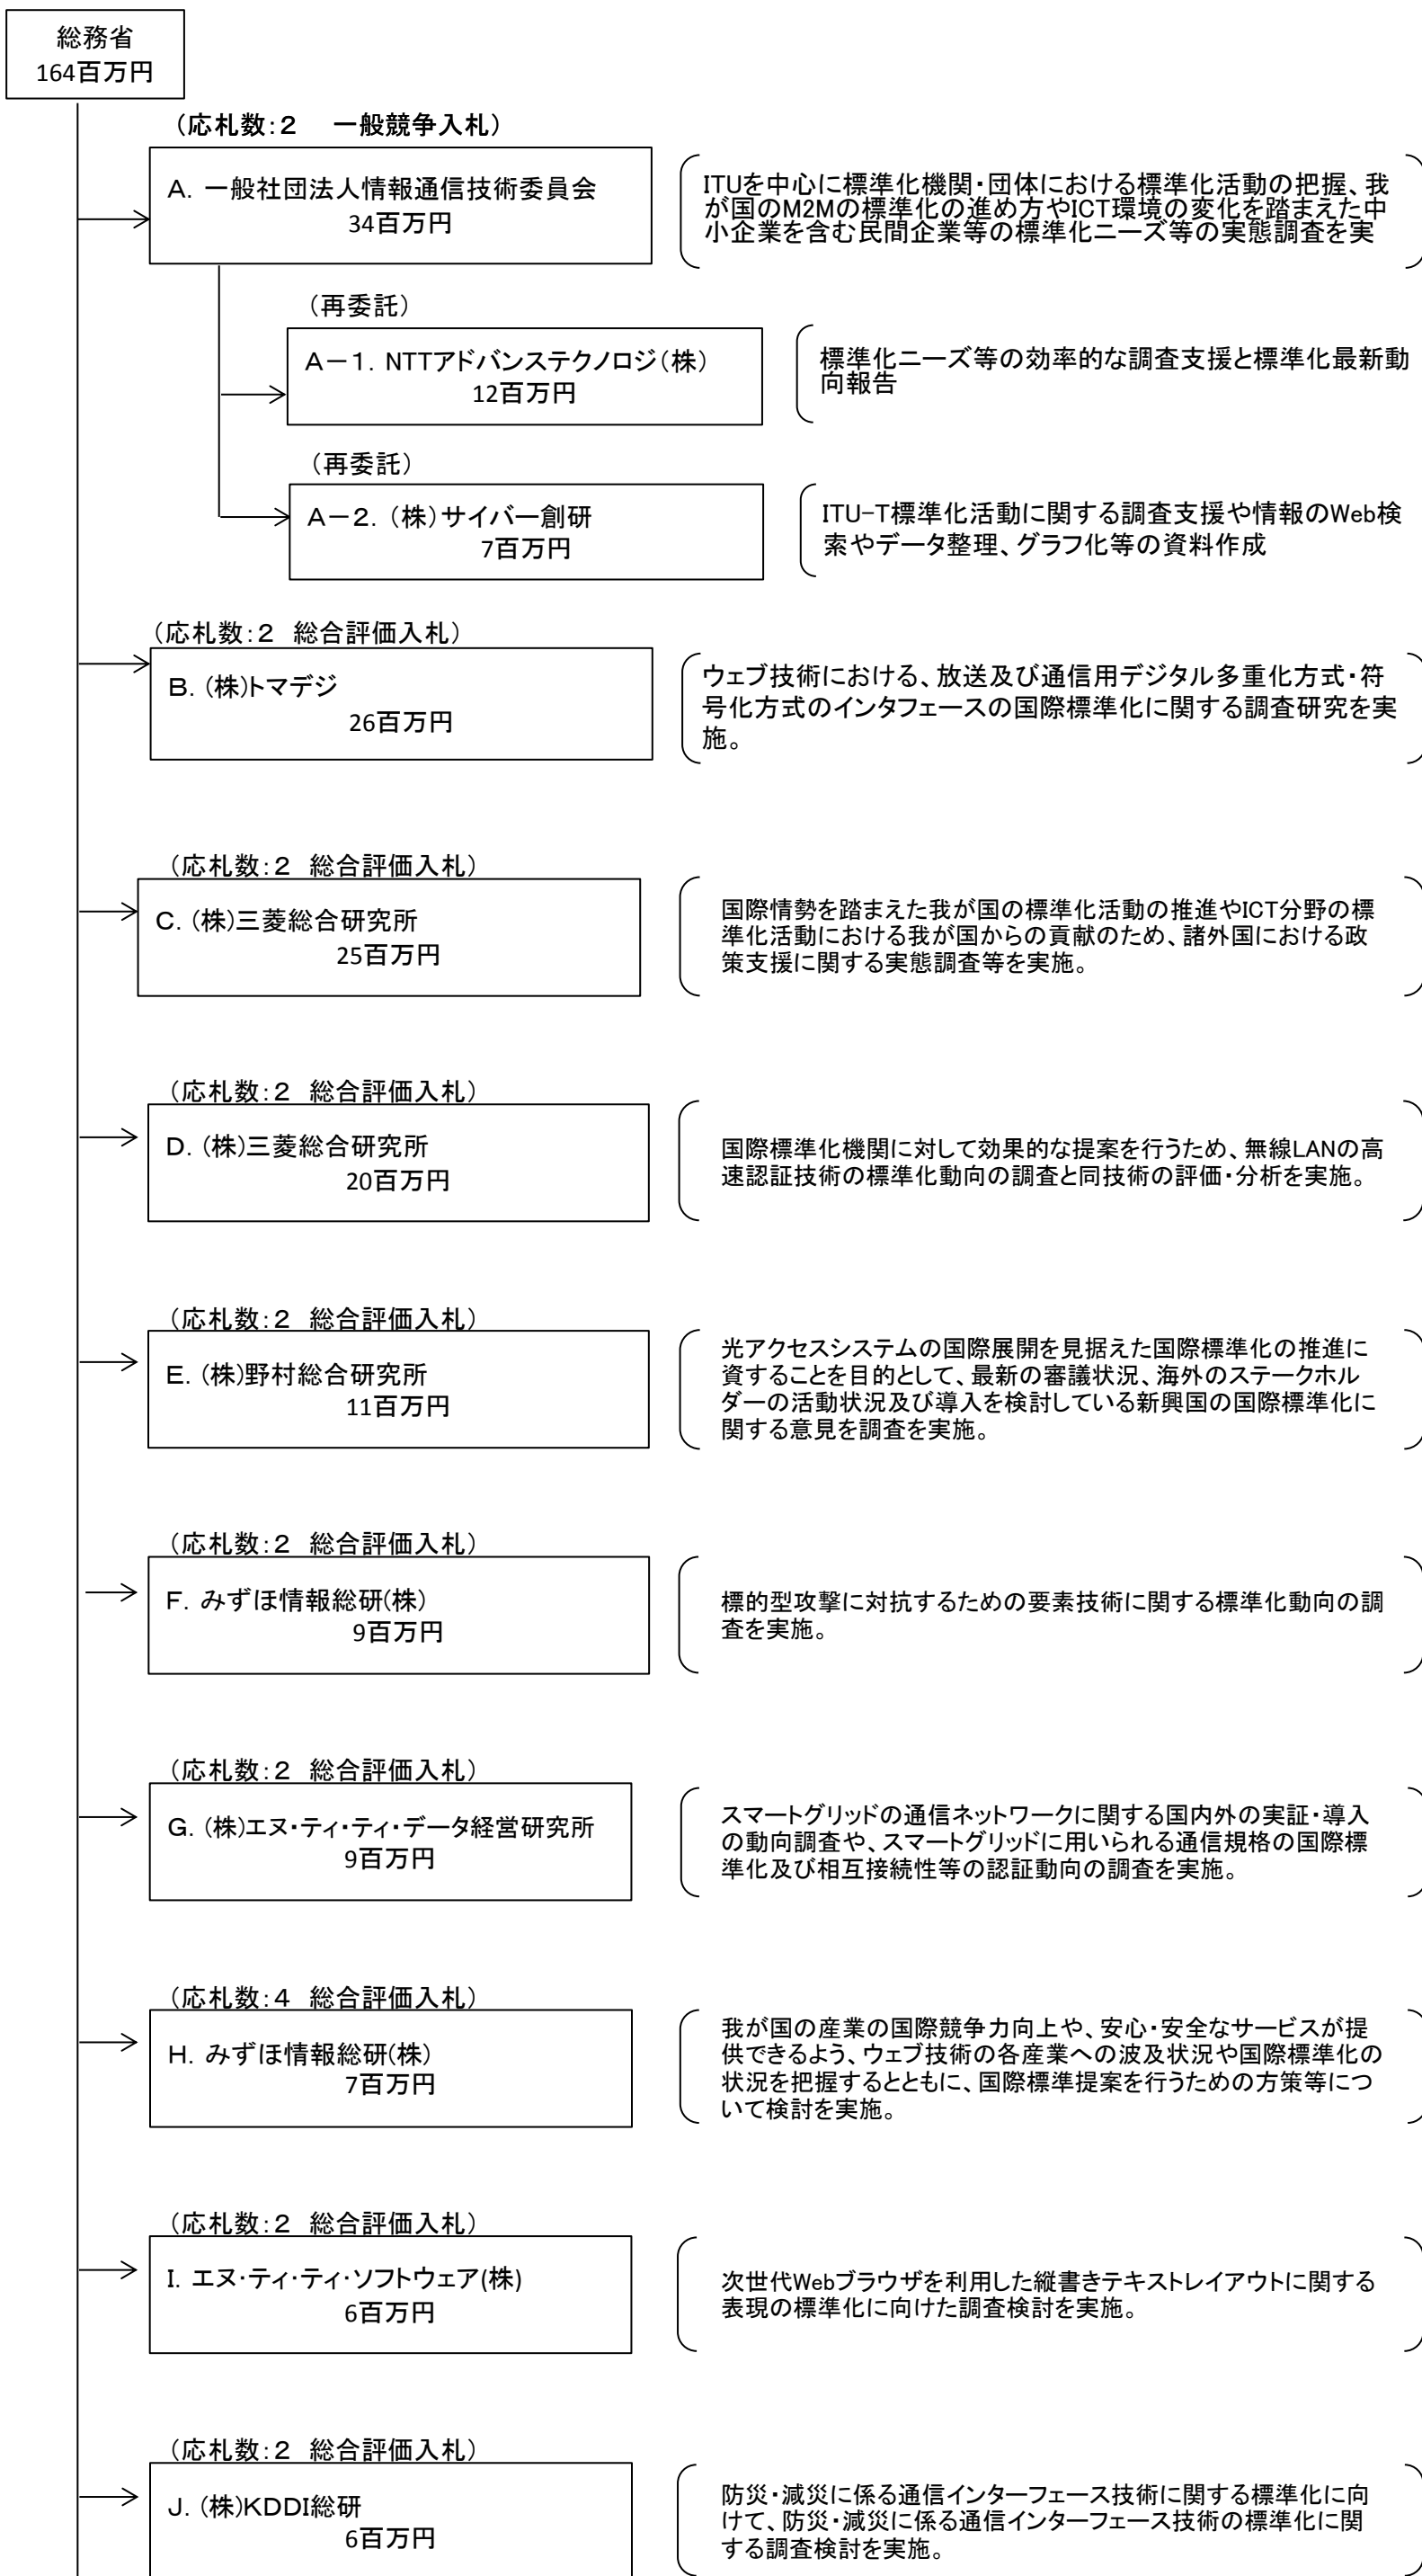 総務省
164百万円
（応札数：２　一般競争入札）
Ａ．一般社団法人情報通信技術委員会
34百万円
ITUを中心に標準化機関・団体における標準化活動の把握、我
が国のM2Mの標準化の進め方やICT環境の変化を踏まえた中
小企業を含む民間企業等の標準化ニーズ等の実態調査を実
（再委託）
Ａ－１．NTTアドバンステクノロジ（株）
12百万円
標準化ニーズ等の効率的な調査支援と標準化最新動
向報告
（再委託）
Ａ－２．（株）サイバー創研
7百万円
ITU-T標準化活動に関する調査支援や情報のWeb検
索やデータ整理、グラフ化等の資料作成
（応札数：２　総合評価入札）
Ｂ．(株)トマデジ
26百万円
ウェブ技術における、放送及び通信用デジタル多重化方式・符
号化方式のインタフェースの国際標準化に関する調査研究を実
施。
（応札数：２　総合評価入札）
Ｃ．(株)三菱総合研究所
25百万円
国際情勢を踏まえた我が国の標準化活動の推進やICT分野の標
準化活動における我が国からの貢献のため、諸外国における政
策支援に関する実態調査等を実施。
（応札数：２　総合評価入札）
Ｄ．(株)三菱総合研究所
20百万円
国際標準化機関に対して効果的な提案を行うため、無線LANの高
速認証技術の標準化動向の調査と同技術の評価・分析を実施。
（応札数：２　総合評価入札）
Ｅ．(株)野村総合研究所
11百万円
光アクセスシステムの国際展開を見据えた国際標準化の推進に
資することを目的として、最新の審議状況、海外のステークホル
ダーの活動状況及び導入を検討している新興国の国際標準化に
関する意見を調査を実施。
（応札数：２　総合評価入札）
Ｆ．みずほ情報総研(株)
9百万円
標的型攻撃に対抗するための要素技術に関する標準化動向の調
査を実施。
（応札数：２　総合評価入札）
Ｇ．(株)エヌ・ティ・ティ・データ経営研究所
9百万円
スマートグリッドの通信ネットワークに関する国内外の実証・導入
の動向調査や、スマートグリッドに用いられる通信規格の国際標
準化及び相互接続性等の認証動向の調査を実施。
（応札数：４　総合評価入札）
Ｈ．みずほ情報総研(株)
7百万円
我が国の産業の国際競争力向上や、安心・安全なサービスが提
供できるよう、ウェブ技術の各産業への波及状況や国際標準化の
状況を把握するとともに、国際標準提案を行うための方策等につ
いて検討を実施。
（応札数：２　総合評価入札）
Ｉ．エヌ・ティ・ティ・ソフトウェア(株)
6百万円
次世代Webブラウザを利用した縦書きテキストレイアウトに関する
表現の標準化に向けた調査検討を実施。
（応札数：２　総合評価入札）
Ｊ．(株)KDDI総研
6百万円
防災・減災に係る通信インターフェース技術に関する標準化に向
けて、防災・減災に係る通信インターフェース技術の標準化に関
する調査検討を実施。